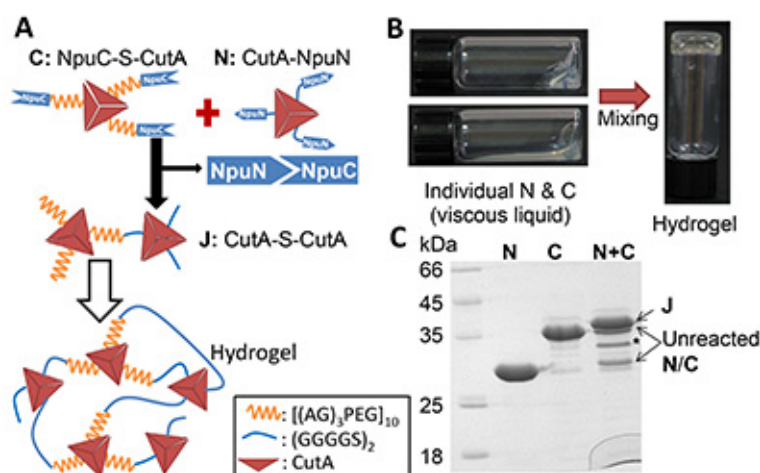 A
C: NpuC-S-CutA
N: CutA-NpuN
NpuC
NpuC
NpuC
NpuN
NpuN
NpuN
+
NpuN NpuC
J: CutA-S-CutA
Hydrogel
: [(AG)₃PEG]₁₀
: (GGGGS)₂
: CutA
B
Mixing
Individual N & C
(viscous liquid)
Hydrogel
C
kDa N C N+C
66
45
35
25
18
J
*
Unreacted
N/C